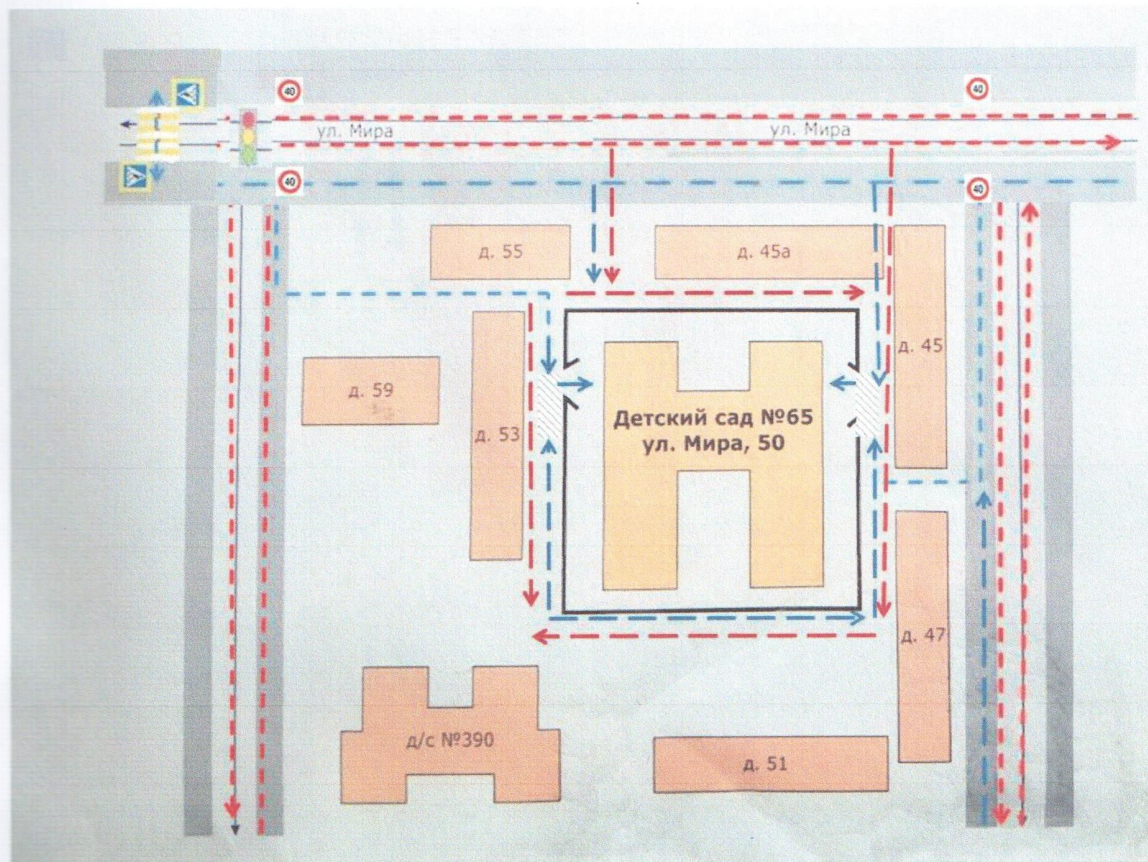 40
40
ул. Мира
ул. Мира
40
40
д. 55
д. 45а
д. 45
д. 59
д. 53
Детский сад №65
ул. Мира, 50
д. 47
д/с №390
д. 51